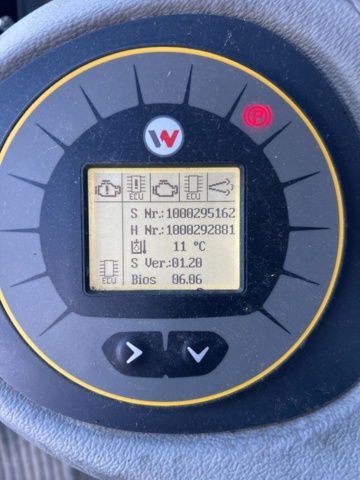 P
W
ECU ECU
S Nr.:1000295162
H Nr.:1000292881
11 °C
S Ver.:01.20
ECU
Bios 06.06